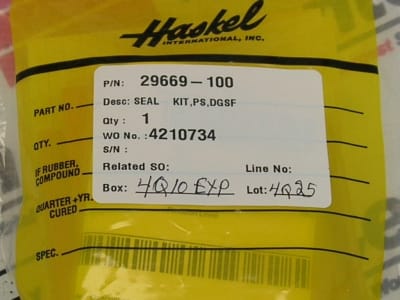 Haskel
INTERNATIONAL, INC.
P/N: 29669-100
Desc: SEAL KIT,PS,DGSF
Qty : 1
WO No.: 4210734
S/N :
Related SO: Line No:
Box: 4Q10 EXP Lot: 4Q25
PART NO.
QTY.
IF RUBBER,
COMPOUND
QUARTER + YR.
CURED
SPEC.